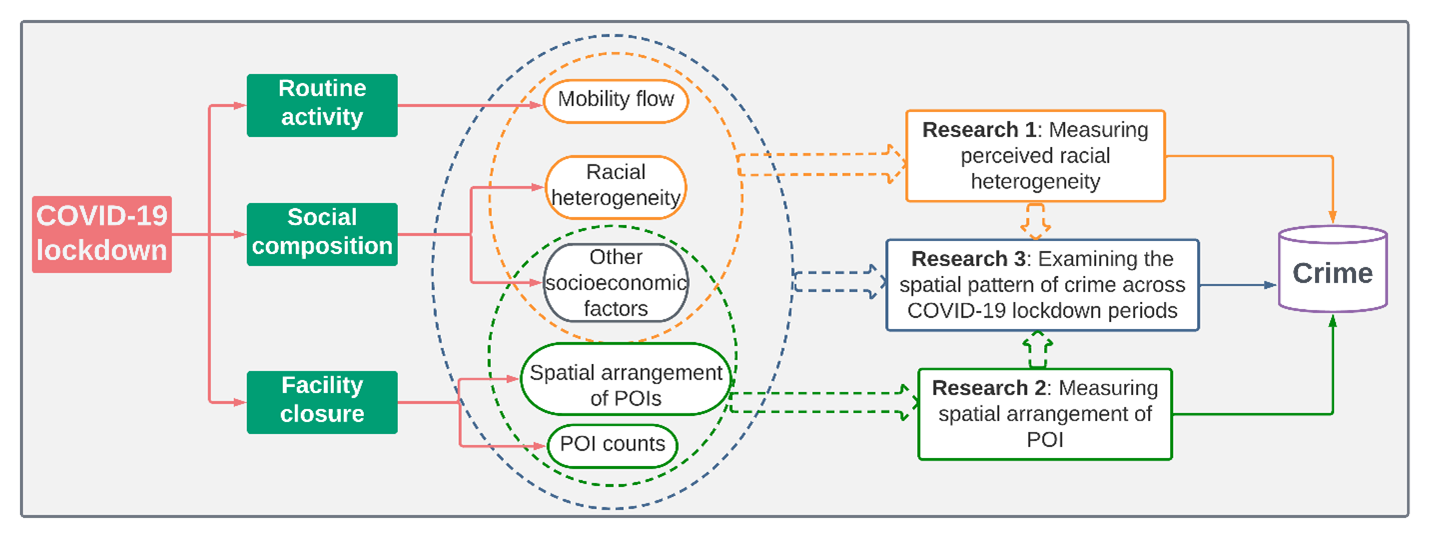 COVID-19
lockdown
Routine
activity
Social
composition
Facility
closure
Mobility flow
Racial
heterogeneity
Other
socioeconomic
factors
Spatial arrangement
of POIs
POI counts
Research 1: Measuring
perceived racial
heterogeneity
Research 3: Examining the
spatial pattern of crime across
COVID-19 lockdown periods
Research 2: Measuring
spatial arrangement of
POI
Crime